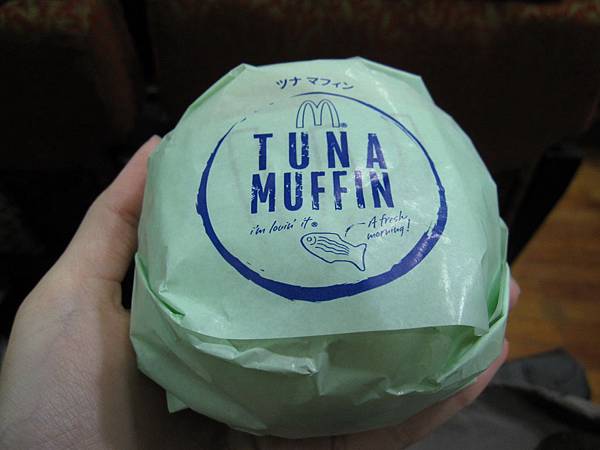 ツナ マフィン
M®
TUNA
MUFFIN
i'm lovin' it®
A fresh
morning!